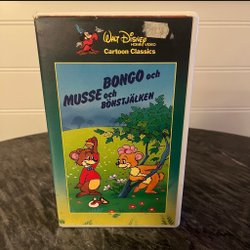 WALT DISNEY
HOME VIDEO
Cartoon Classics
BONGO och
MUSSE och
BÖNSTJÄLKEN